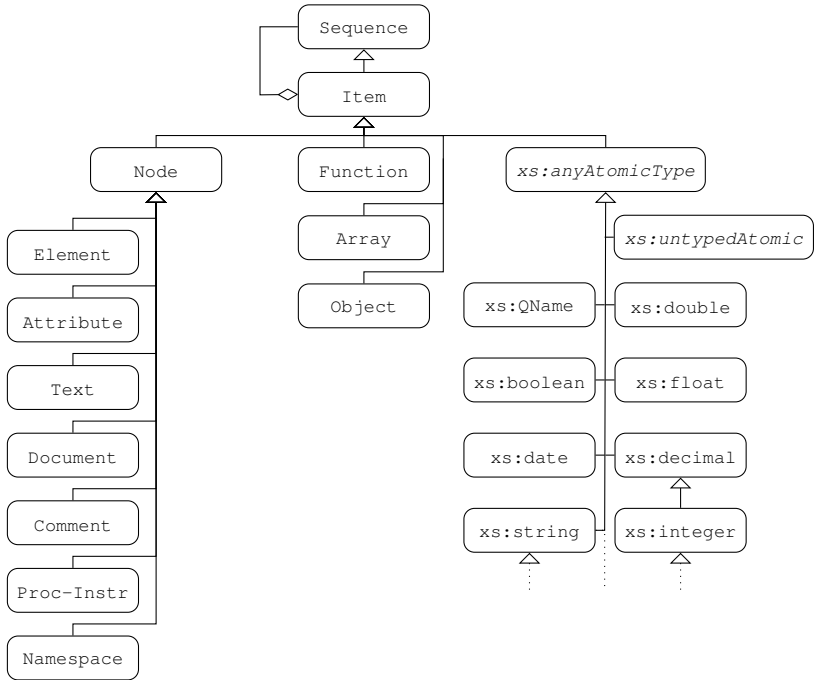 Sequence
Item
Node
Function
xs:anyAtomicType
Element
Array
xs:untypedAtomic
Attribute
Object
xs:QName
xs:double
Text
xs:boolean
xs:float
Document
xs:date
xs:decimal
Comment
xs:string
xs:integer
Proc-Instr
Namespace